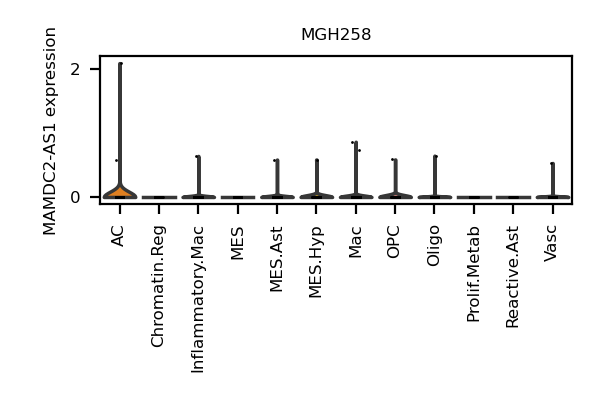 MGH258
MAMDC2-AS1 expression
2
0
AC
Chromatin.Reg
Inflammatory.Mac
MES
MES.Ast
MES.Hyp
Mac
OPC
Oligo
Prolif.Metab
Reactive.Ast
Vasc